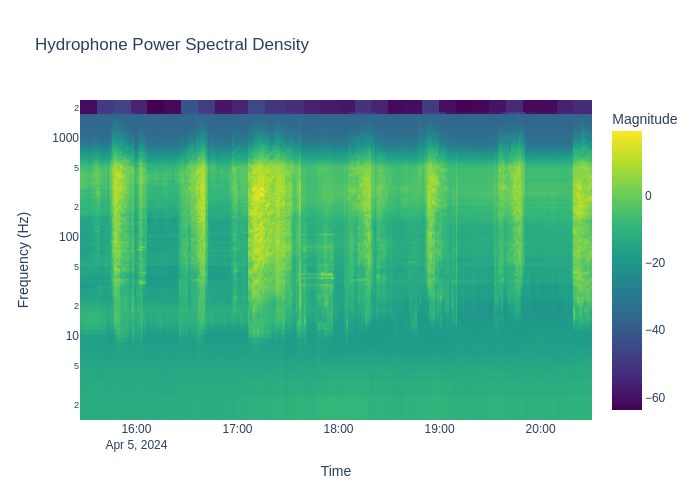 Hydrophone Power Spectral Density
Magnitude
2
1000
5
2
100
5
2
10
5
2
Frequency (Hz)
0
−20
−40
−60
16:00 17:00 18:00 19:00 20:00
Apr 5, 2024
Time